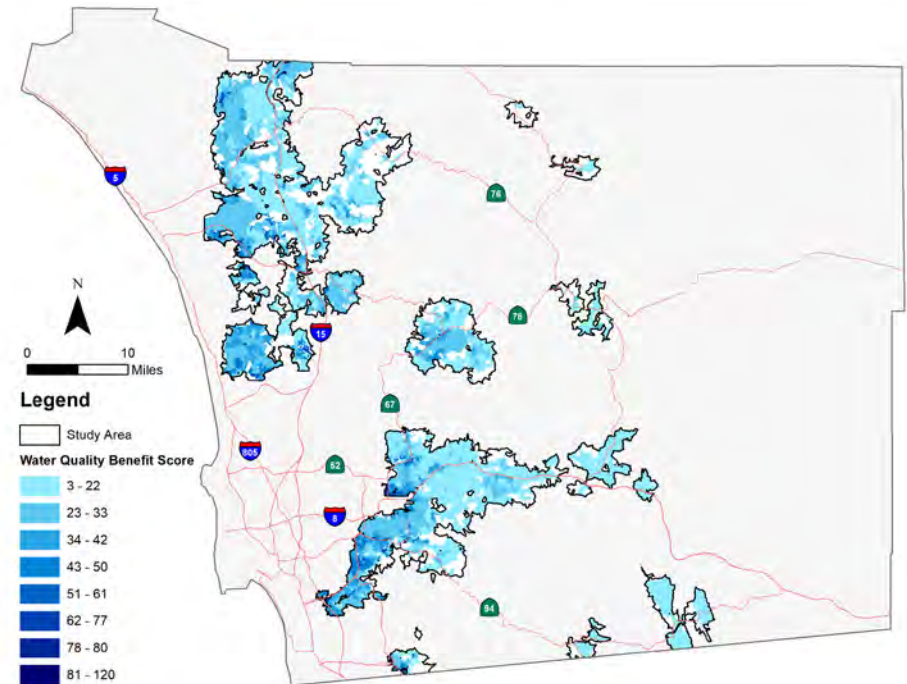 76
5
N
78
15
0 10
Miles
67
Legend
Study Area
805
Water Quality Benefit Score
52
3 - 22
23 - 33
8
34 - 42
43 - 50
51 - 61
94
62 - 77
78 - 80
81 - 120